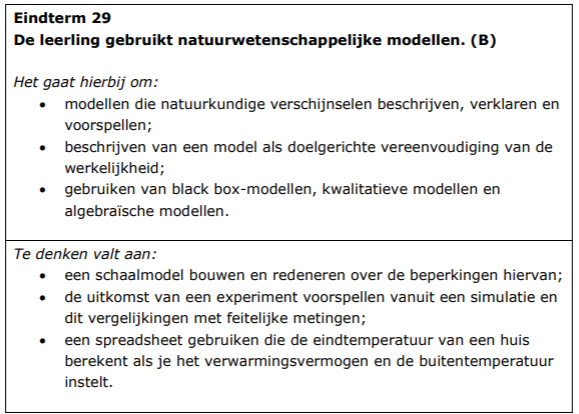 Eindterm 29
De leerling gebruikt natuurwetenschappelijke modellen. (B)
Het gaat hierbij om:
• modellen die natuurkundige verschijnselen beschrijven, verklaren en
voorspellen;
• beschrijven van een model als doelgerichte vereenvoudiging van de
werkelijkheid;
• gebruiken van black box-modellen, kwalitatieve modellen en
algebraïsche modellen.
Te denken valt aan:
• een schaalmodel bouwen en redeneren over de beperkingen hiervan;
• de uitkomst van een experiment voorspellen vanuit een simulatie en
dit vergelijkingen met feitelijke metingen;
• een spreadsheet gebruiken die de eindtemperatuur van een huis
berekent als je het verwarmingsvermogen en de buitentemperatuur
instelt.